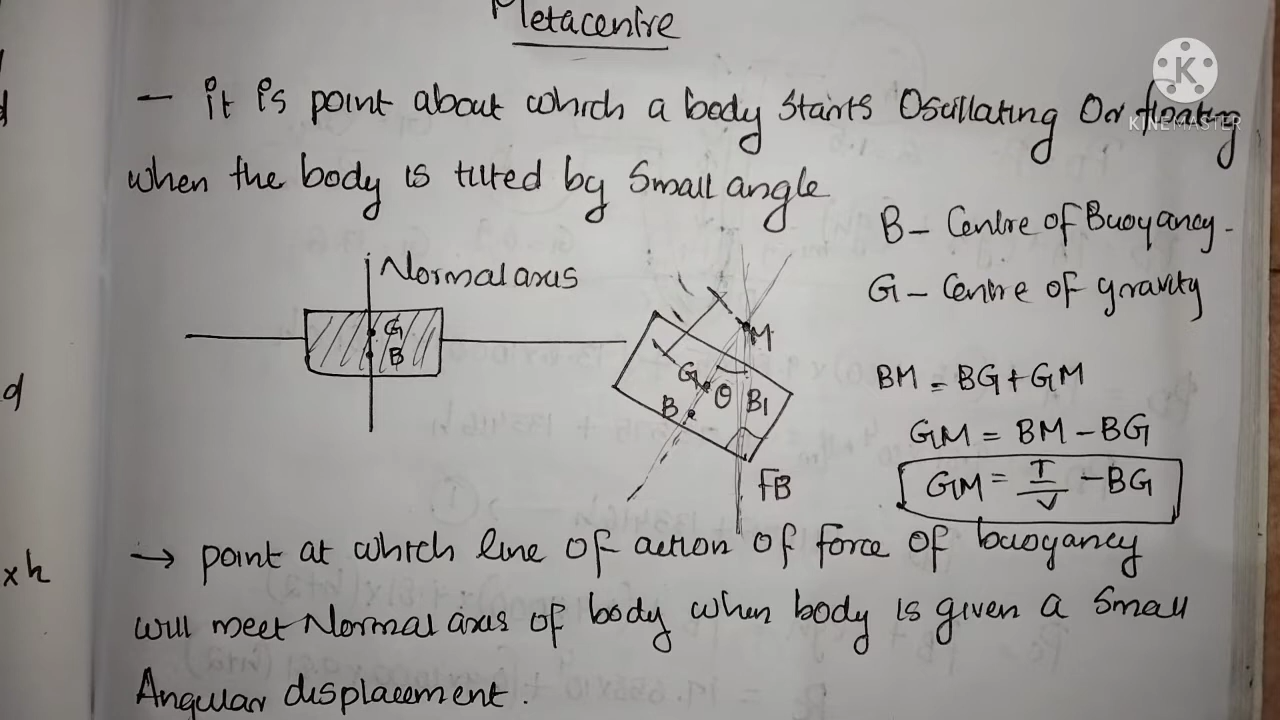 Metacentre
K
KINEMASTER
- it is point about which a body starts Oscillating Or floating
when the body is tilted by Small angle
B - Centre of Buoyancy -
G - Centre of gravity
Normal axis
G
B
M
G
B
θ
B1
FB
BM = BG + GM
GM = BM - BG
GM = I/V - BG
→ point at which line of action of force of buoyancy
will meet Normal axis of body when body is given a Small
Angular displacement.
d
x h